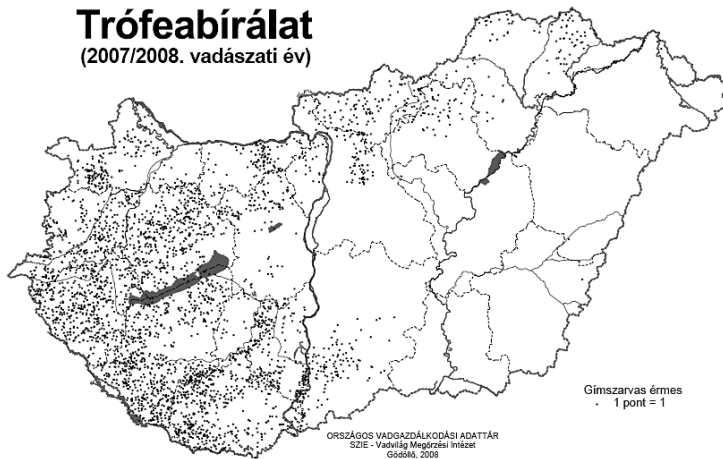 Trófeabírálat
(2007/2008. vadászati év)
Gímszarvas érmes
1 pont = 1
ORSZÁGOS VADGAZDÁLKODÁSI ADATTÁR
SZIE - Vadvilág Megőrzési Intézet
Gödöllő, 2008